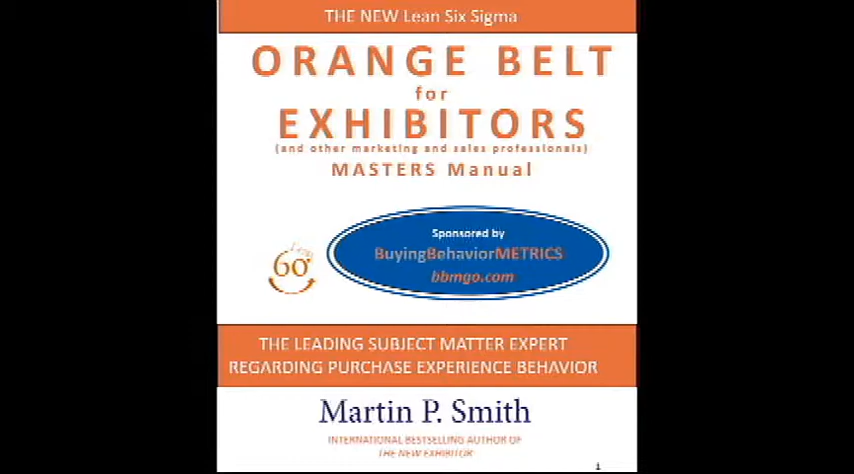 THE NEW Lean Six Sigma
ORANGE BELT
for
EXHIBITORS
(and other marketing and sales professionals)
MASTERS Manual
Sponsored by
BuyingBehaviorMETRICS
bbmgo.com
Lean
6σ
THE LEADING SUBJECT MATTER EXPERT
REGARDING PURCHASE EXPERIENCE BEHAVIOR
Martin P. Smith
INTERNATIONAL BESTSELLING AUTHOR OF
THE NEW EXHIBITOR
1